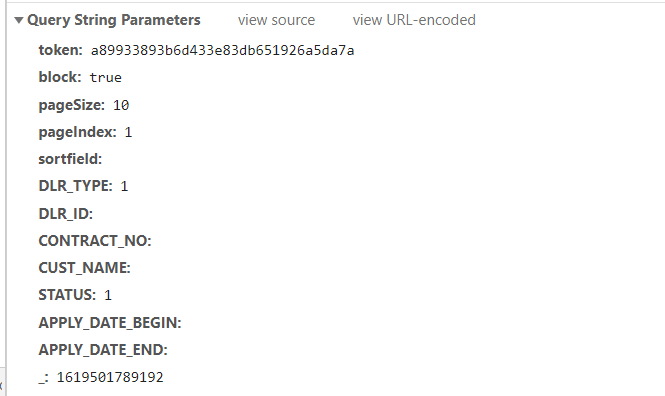 Query String Parameters view source view URL-encoded
token: a89933893b6d433e83db651926a5da7a
block: true
pageSize: 10
pageIndex: 1
sortfield:
DLR_TYPE: 1
DLR_ID:
CONTRACT_NO:
CUST_NAME:
STATUS: 1
APPLY_DATE_BEGIN:
APPLY_DATE_END:
_: 1619501789192